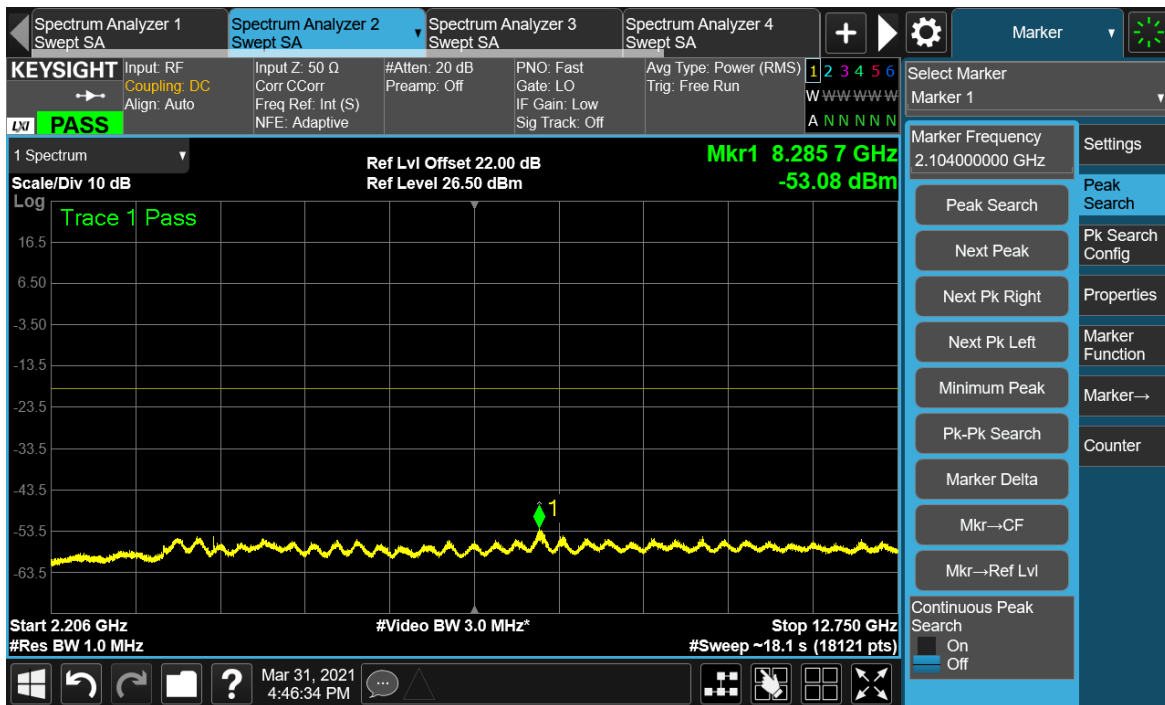 Spectrum Analyzer 1
Swept SA
Spectrum Analyzer 2
Swept SA
Spectrum Analyzer 3
Swept SA
Spectrum Analyzer 4
Swept SA
+
Marker
KEYSIGHT
LXI PASS
Input: RF
Coupling: DC
Align: Auto
Input Z: 50 Ω
Corr CCorr
Freq Ref: Int (S)
NFE: Adaptive
#Atten: 20 dB
Preamp: Off
PNO: Fast
Gate: LO
IF Gain: Low
Sig Track: Off
Avg Type: Power (RMS)
Trig: Free Run
1 2 3 4 5 6
W W W W W W
A N N N N N
Select Marker
Marker 1
1 Spectrum
Scale/Div 10 dB
Ref Lvl Offset 22.00 dB
Ref Level 26.50 dBm
Mkr1 8.285 7 GHz
-53.08 dBm
Log
Trace 1 Pass
16.5
6.50
-3.50
-13.5
-23.5
-33.5
-43.5
-53.5
-63.5
1
Start 2.206 GHz
#Res BW 1.0 MHz
#Video BW 3.0 MHz*
Stop 12.750 GHz
#Sweep ~18.1 s (18121 pts)
Marker Frequency
2.104000000 GHz
Peak Search
Next Peak
Next Pk Right
Next Pk Left
Minimum Peak
Pk-Pk Search
Marker Delta
Mkr→CF
Mkr→Ref Lvl
Continuous Peak
Search
On
Off
Settings
Peak
Search
Pk Search
Config
Properties
Marker
Function
Marker→
Counter
?
Mar 31, 2021
4:46:34 PM